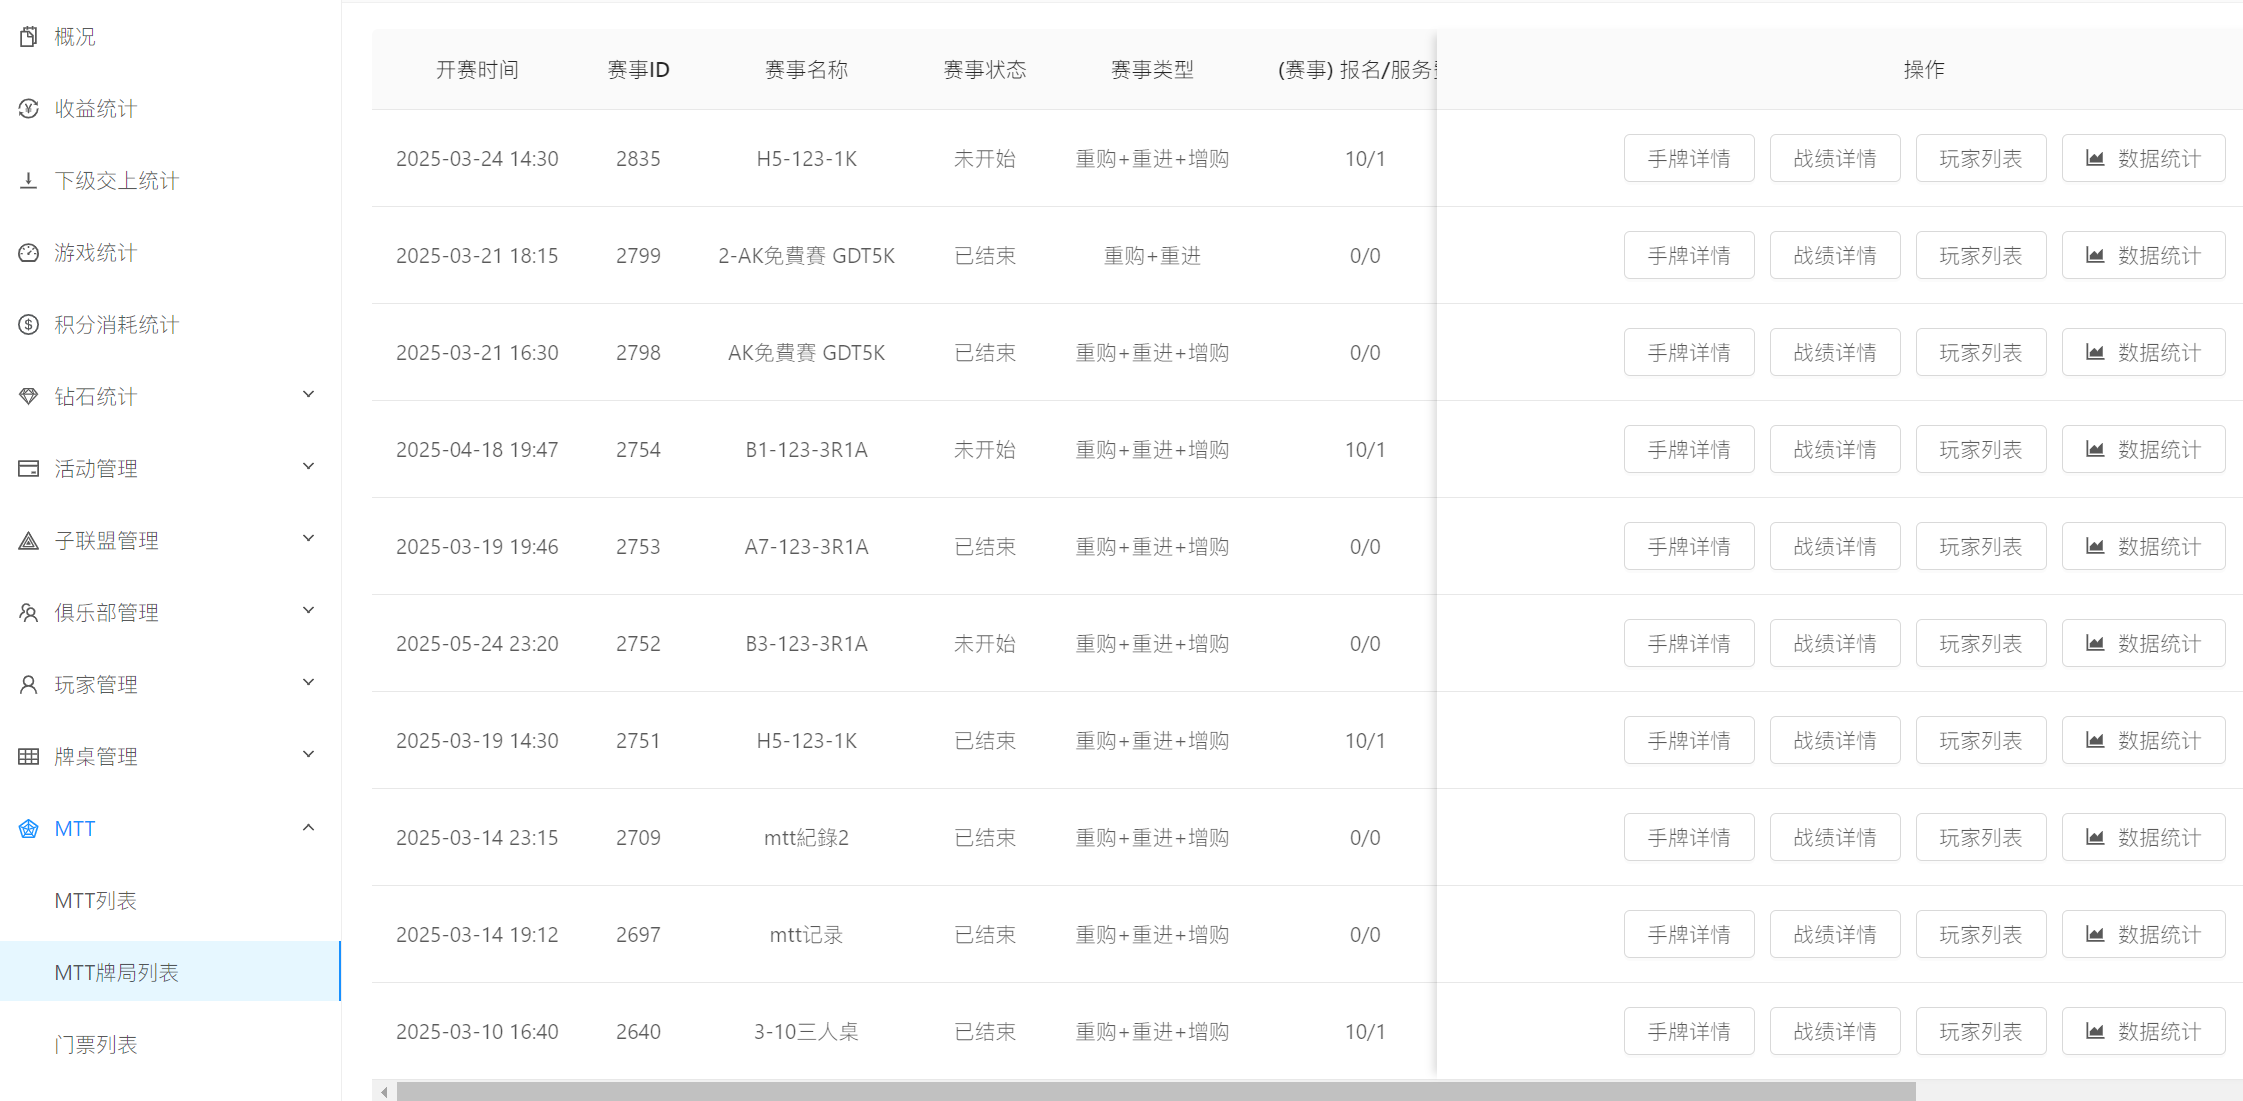 概况
收益统计
下级交上统计
游戏统计
积分消耗统计
钻石统计
活动管理
子联盟管理
俱乐部管理
玩家管理
牌桌管理
MTT
MTT列表
MTT牌局列表
门票列表
开赛时间 赛事ID 赛事名称 赛事状态 赛事类型 (赛事) 报名/服务 操作
2025-03-24 14:30 2835 H5-123-1K 未开始 重购+重进+增购 10/1 手牌详情 战绩详情 玩家列表 数据统计
2025-03-21 18:15 2799 2-AK免費賽 GDT5K 已结束 重购+重进 0/0 手牌详情 战绩详情 玩家列表 数据统计
2025-03-21 16:30 2798 AK免費賽 GDT5K 已结束 重购+重进+增购 0/0 手牌详情 战绩详情 玩家列表 数据统计
2025-04-18 19:47 2754 B1-123-3R1A 未开始 重购+重进+增购 10/1 手牌详情 战绩详情 玩家列表 数据统计
2025-03-19 19:46 2753 A7-123-3R1A 已结束 重购+重进+增购 0/0 手牌详情 战绩详情 玩家列表 数据统计
2025-05-24 23:20 2752 B3-123-3R1A 未开始 重购+重进+增购 0/0 手牌详情 战绩详情 玩家列表 数据统计
2025-03-19 14:30 2751 H5-123-1K 已结束 重购+重进+增购 10/1 手牌详情 战绩详情 玩家列表 数据统计
2025-03-14 23:15 2709 mtt紀錄2 已结束 重购+重进+增购 0/0 手牌详情 战绩详情 玩家列表 数据统计
2025-03-14 19:12 2697 mtt记录 已结束 重购+重进+增购 0/0 手牌详情 战绩详情 玩家列表 数据统计
2025-03-10 16:40 2640 3-10三人桌 已结束 重购+重进+增购 10/1 手牌详情 战绩详情 玩家列表 数据统计